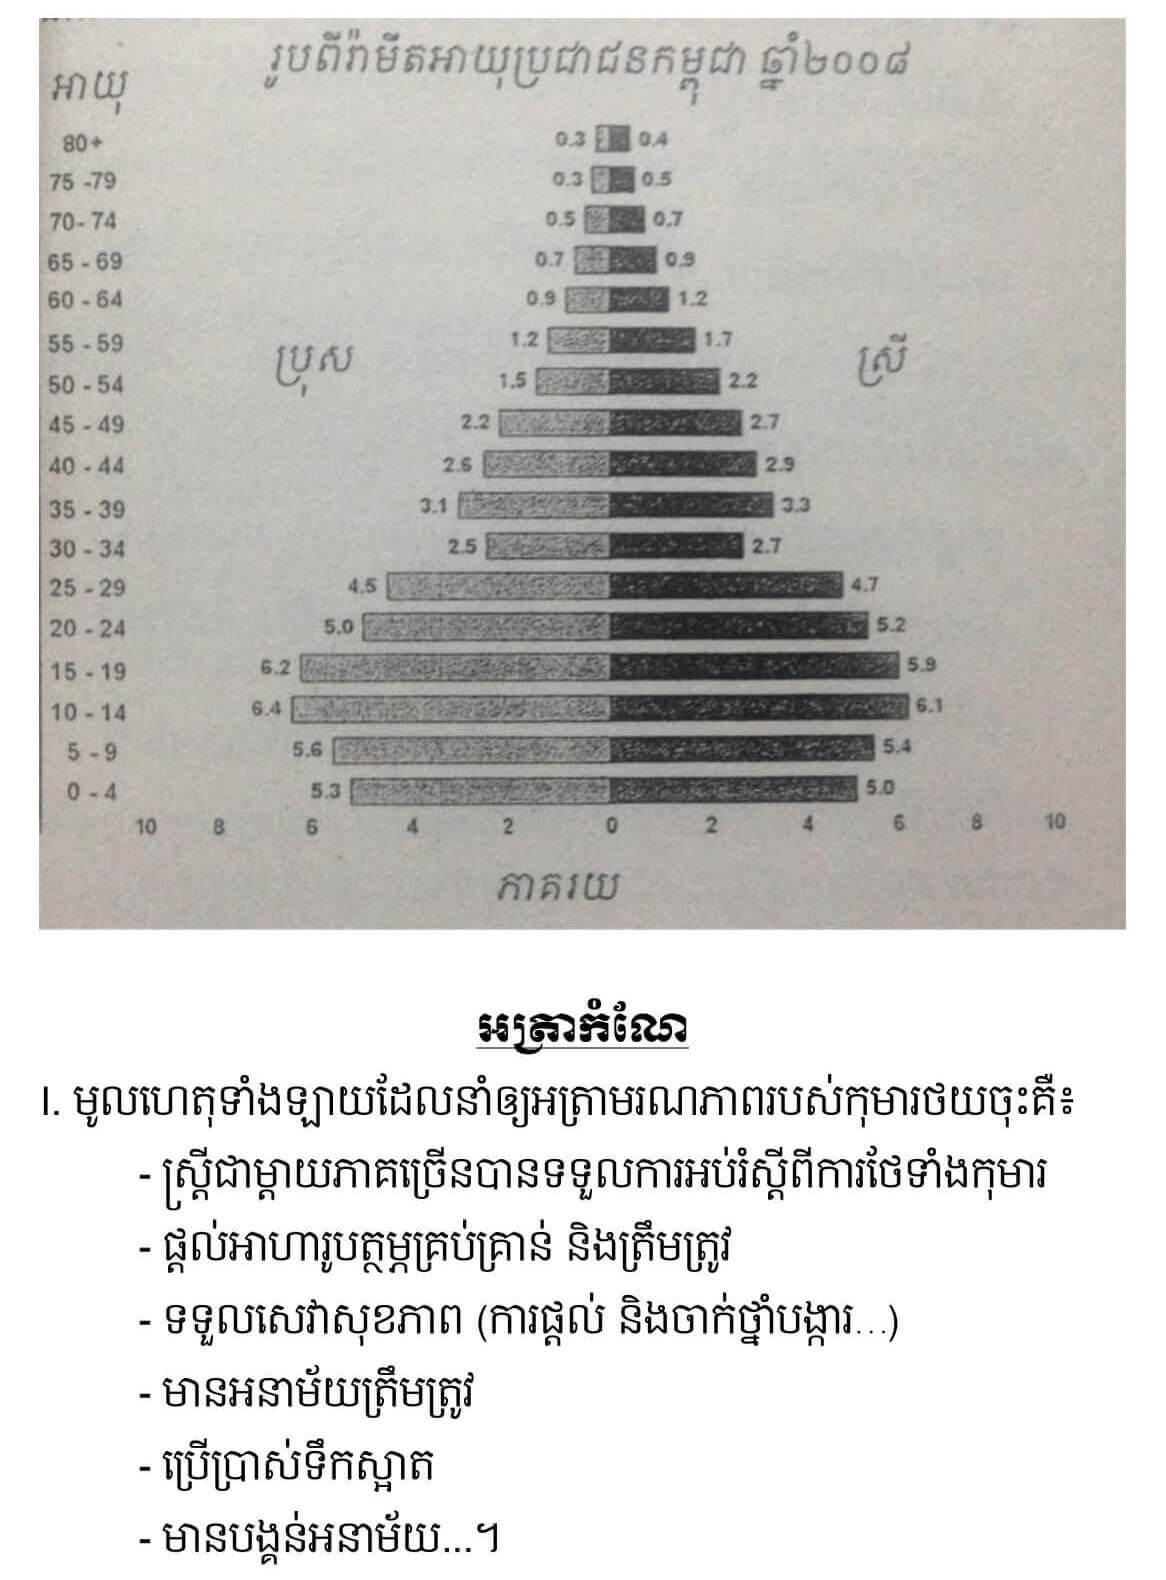 រូបពីរ៉ាមីតអាយុប្រជាជនកម្ពុជា ឆ្នាំ២០០៨
អាយុ
80+ 0.3 0.4
75 -79 0.3 0.5
70- 74 0.5 0.7
65 - 69 0.7 0.9
60 - 64 0.9 1.2
55 - 59 1.2 1.7
ប្រុស ស្រី
50 - 54 1.5 2.2
45 - 49 2.2 2.7
40 - 44 2.6 2.9
35 - 39 3.1 3.3
30 - 34 2.5 2.7
25 - 29 4.5 4.7
20 - 24 5.0 5.2
15 - 19 6.2 5.9
10 - 14 6.4 6.1
5 - 9 5.6 5.4
0 - 4 5.3 5.0
10 8 6 4 2 0 2 4 6 8 10
ភាគរយ
អត្រាកំណែ
I. មូលហេតុទាំងឡាយដែលនាំឲ្យអត្រាមរណភាពរបស់កុមារថយចុះគឺ៖
- ស្ត្រីជាម្តាយភាគច្រើនបានទទួលការអប់រំស្តីពីការថែទាំងកុមារ
- ផ្តល់អាហារូបត្ថម្ភគ្រប់គ្រាន់ និងត្រឹមត្រូវ
- ទទួលសេវាសុខភាព (ការផ្តល់ និងចាក់ថ្នាំបង្ការ...)
- មានអនាម័យត្រឹមត្រូវ
- ប្រើប្រាស់ទឹកស្អាត
- មានបង្គន់អនាម័យ...។